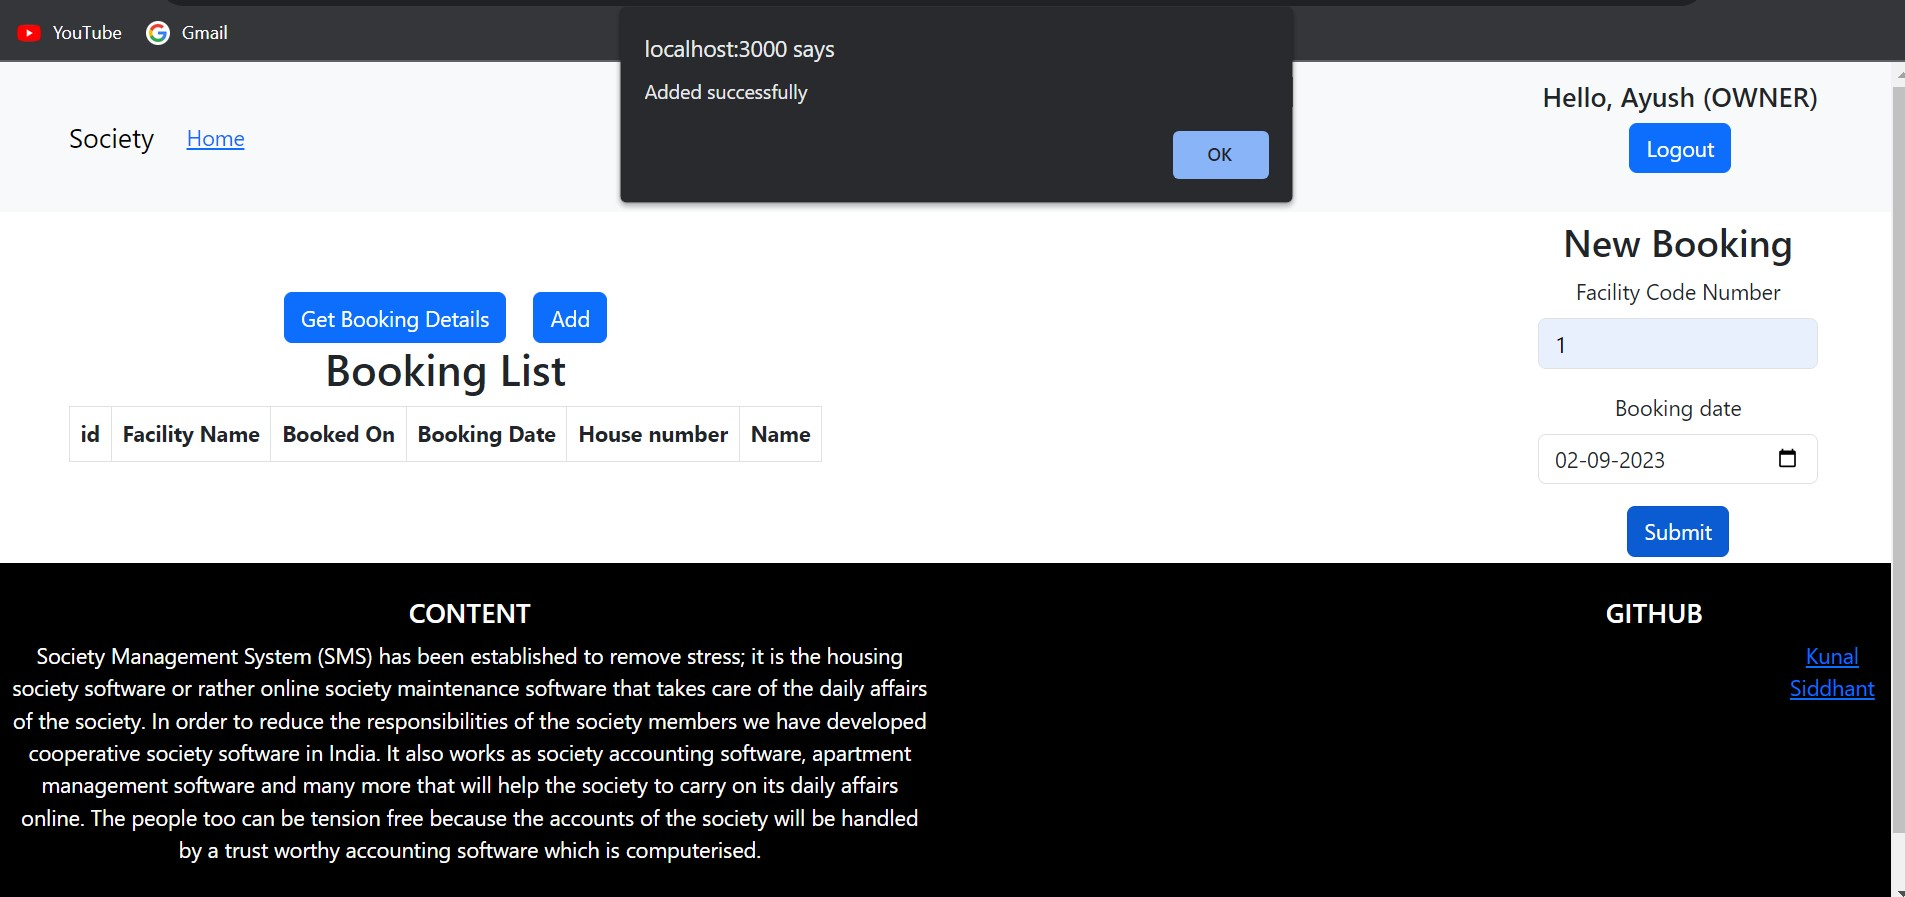 YouTube Gmail
localhost:3000 says
Added successfully
OK
Society Home
Hello, Ayush (OWNER)
Logout
Get Booking Details Add
Booking List
id Facility Name Booked On Booking Date House number Name
New Booking
Facility Code Number
1
Booking date
02-09-2023
Submit
CONTENT
Society Management System (SMS) has been established to remove stress; it is the housing
society software or rather online society maintenance software that takes care of the daily affairs
of the society. In order to reduce the responsibilities of the society members we have developed
cooperative society software in India. It also works as society accounting software, apartment
management software and many more that will help the society to carry on its daily affairs
online. The people too can be tension free because the accounts of the society will be handled
by a trust worthy accounting software which is computerised.
GITHUB
Kunal
Siddhant